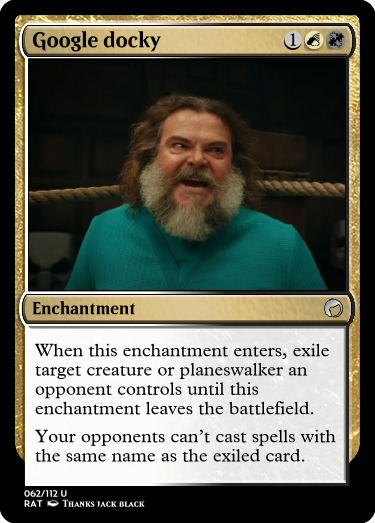 Google docky
1
Enchantment
When this enchantment enters, exile
target creature or planeswalker an
opponent controls until this
enchantment leaves the battlefield.
Your opponents can't cast spells with
the same name as the exiled card.
062/112 U
RAT Thanks jack black